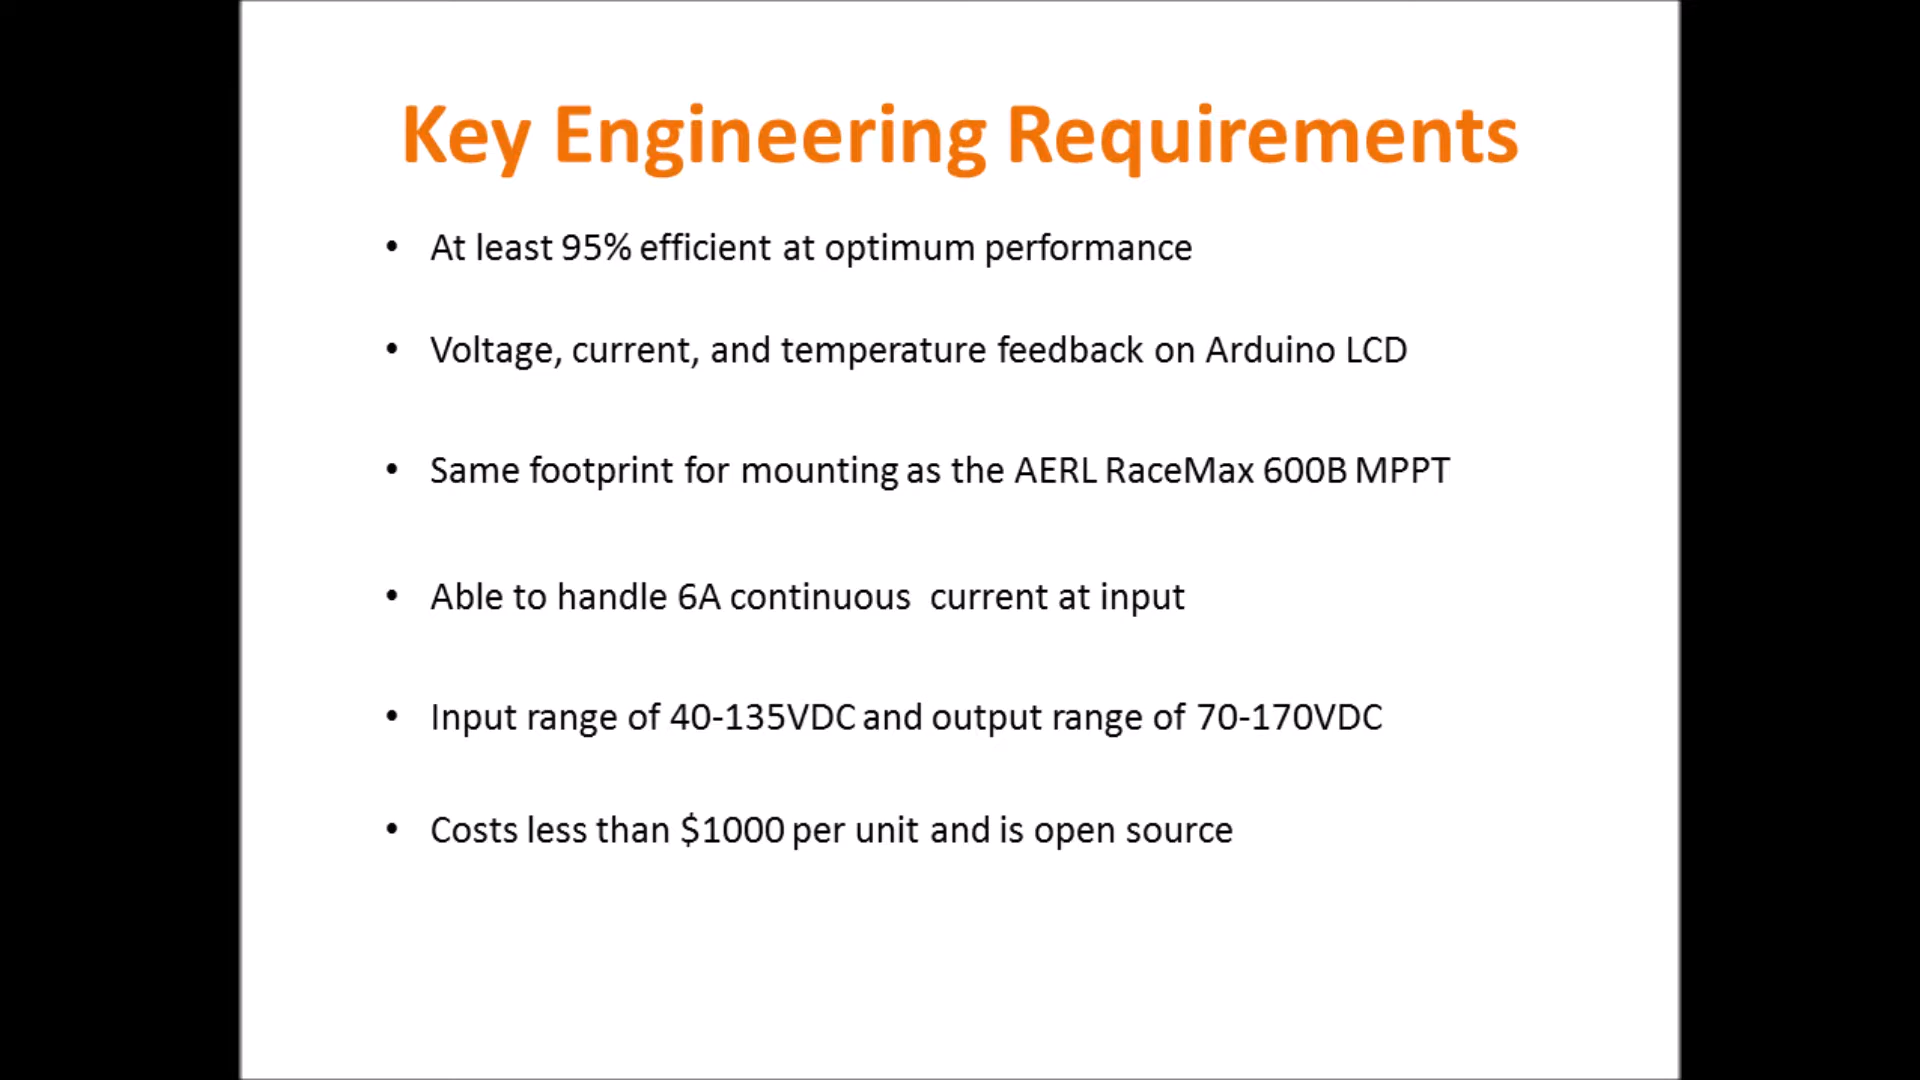 Key Engineering Requirements
• At least 95% efficient at optimum performance
• Voltage, current, and temperature feedback on Arduino LCD
• Same footprint for mounting as the AERL RaceMax 600B MPPT
• Able to handle 6A continuous  current at input
• Input range of 40-135VDC and output range of 70-170VDC
• Costs less than $1000 per unit and is open source